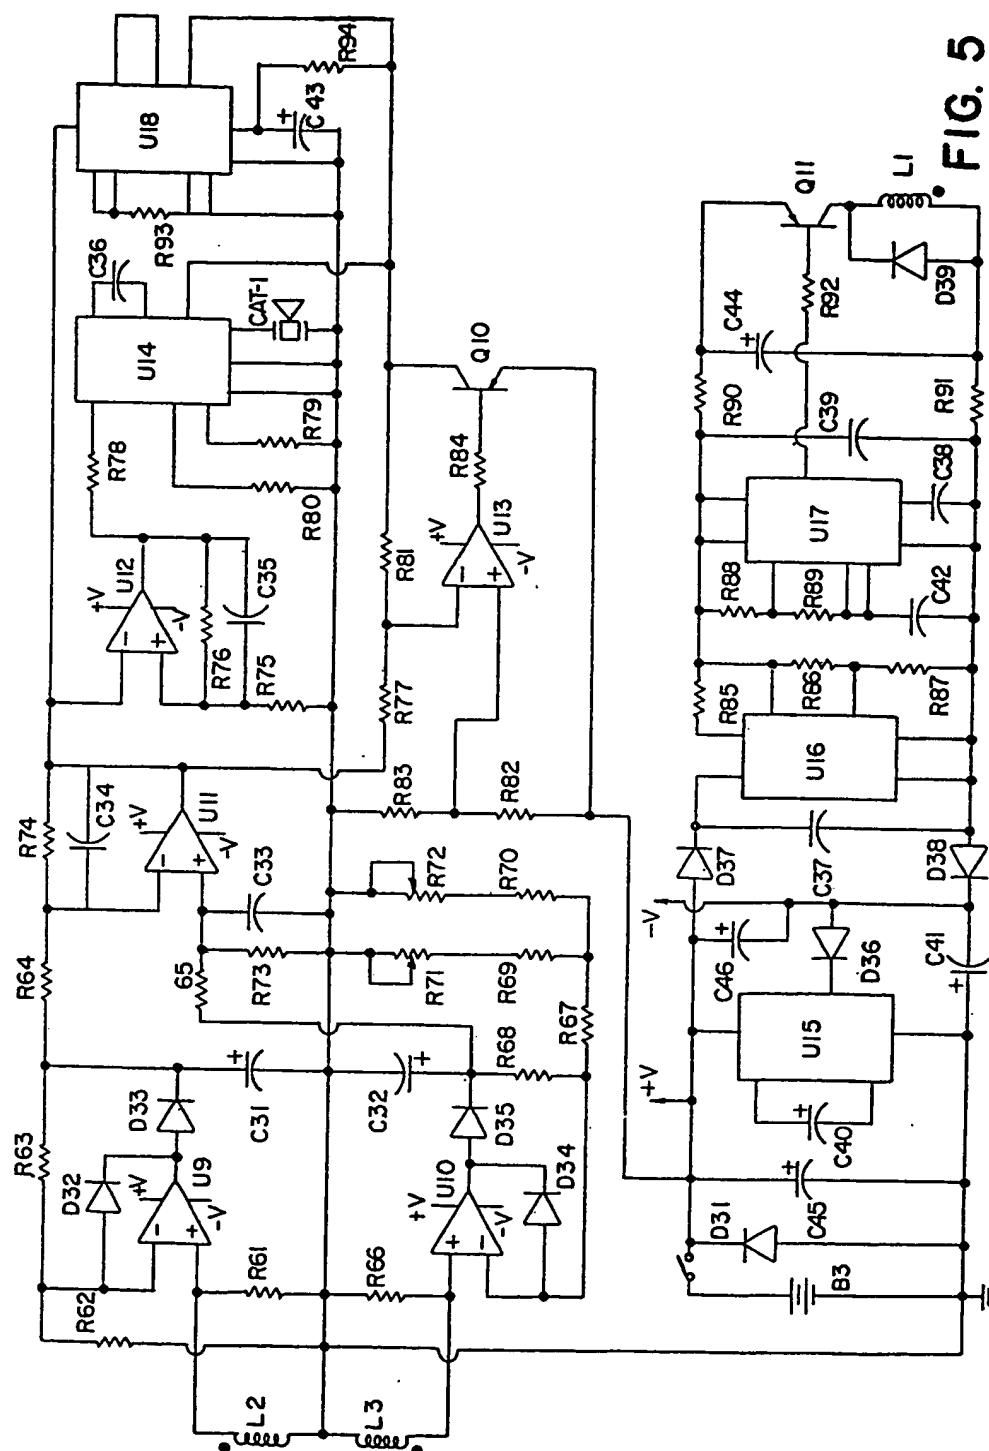 U18
R94
C43
R93
C36
U14
CAT-1
Q10
R78
R79
R80
R84
U13
+V
-V
-
+
R81
U12
+V
-V
-
+
C35
R76
R75
R77
R83
R82
R74
C34
U11
+V
-V
-
+
C33
R72
R70
R64
65
R73
R71
R69
R67
R68
D33
C31
+
C32
+
D35
R63
D32
U9
+V
-V
-
+
U10
+V
-V
+
-
D34
R62
R61
R66
L2
L3
FIG. 5
L1
Q11
D39
R92
C44
+
R90
R91
C39
C38
U17
R88
R89
C42
R85
R86
R87
U16
D37
C37
D38
-V
C46
+
D36
C41
+
U15
+V
C40
+
C45
+
D31
B3